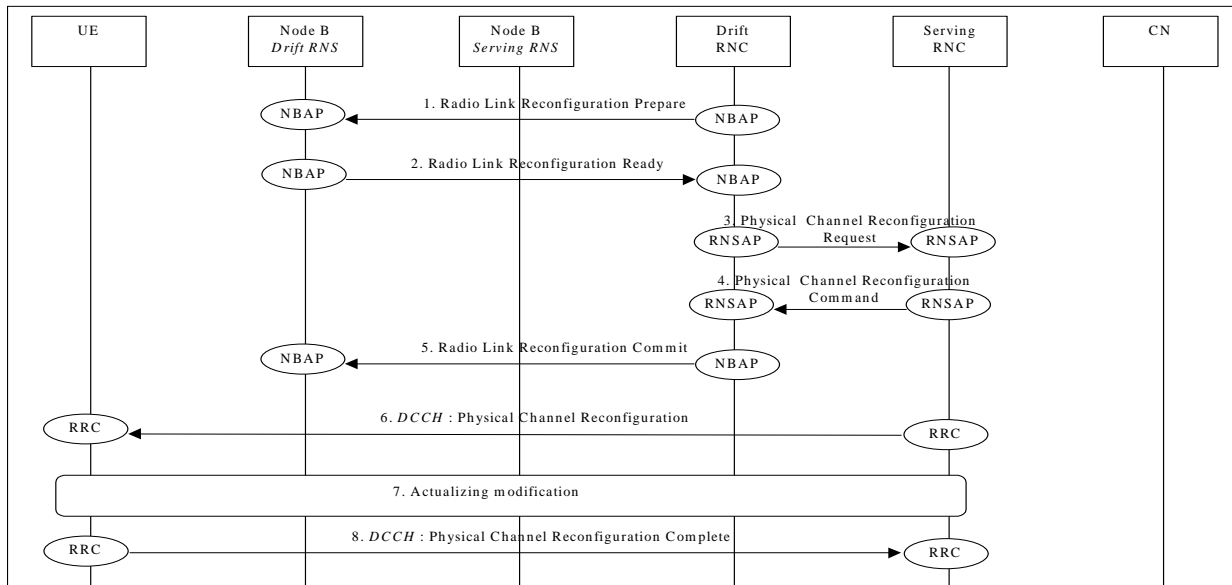 UE
Node B
Drift RNS
Node B
Serving RNS
Drift
RNC
Serving
RNC
CN
1. Radio Link Reconfiguration Prepare
NBAP
NBAP
2. Radio Link Reconfiguration Ready
NBAP
NBAP
3. Physical Channel Reconfiguration
Request
RNSAP
RNSAP
4. Physical Channel Reconfiguration
Command
RNSAP
RNSAP
5. Radio Link Reconfiguration Commit
NBAP
NBAP
6. DCCH : Physical Channel Reconfiguration
RRC
RRC
7. Actualizing modification
8. DCCH : Physical Channel Reconfiguration Complete
RRC
RRC